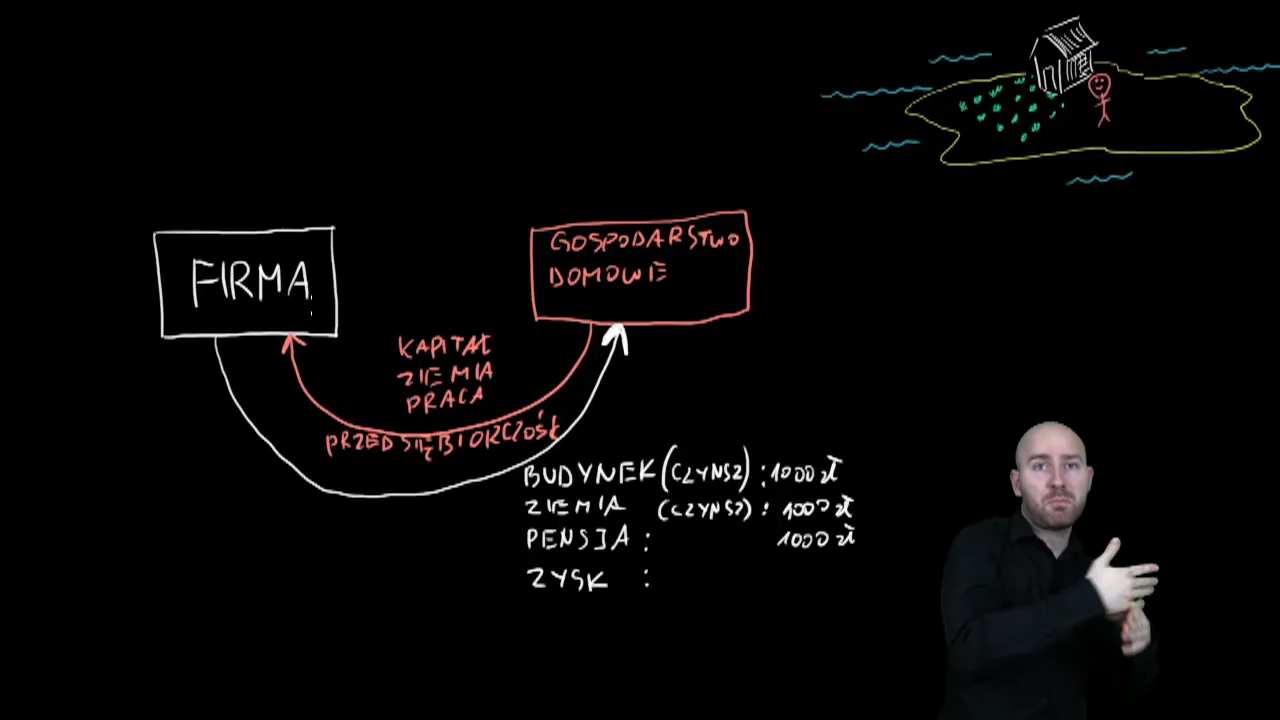 FIRMA
GOSPODARSTWO
DOMOWE
KAPITAŁ
ZIEMIA
PRACA
PRZEDSIĘBIORCZOŚĆ
BUDYNEK (CZYNSZ) : 1000 zł
ZIEMIA (CZYNSZ) : 1000 zł
PENSJA : 1000 zł
ZYSK :